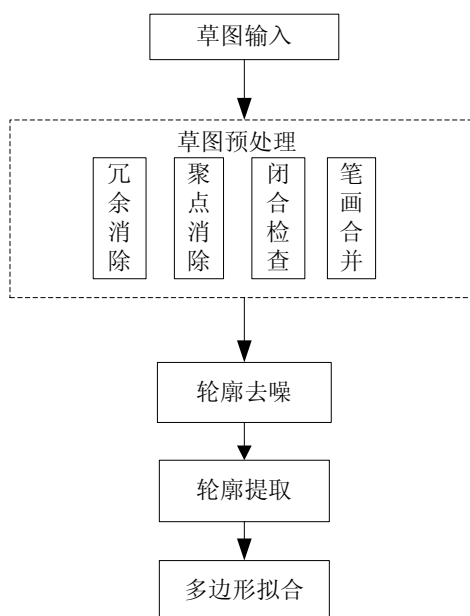 草图输入
草图预处理
冗余消除
聚点消除
闭合检查
笔画合并
轮廓去噪
轮廓提取
多边形拟合